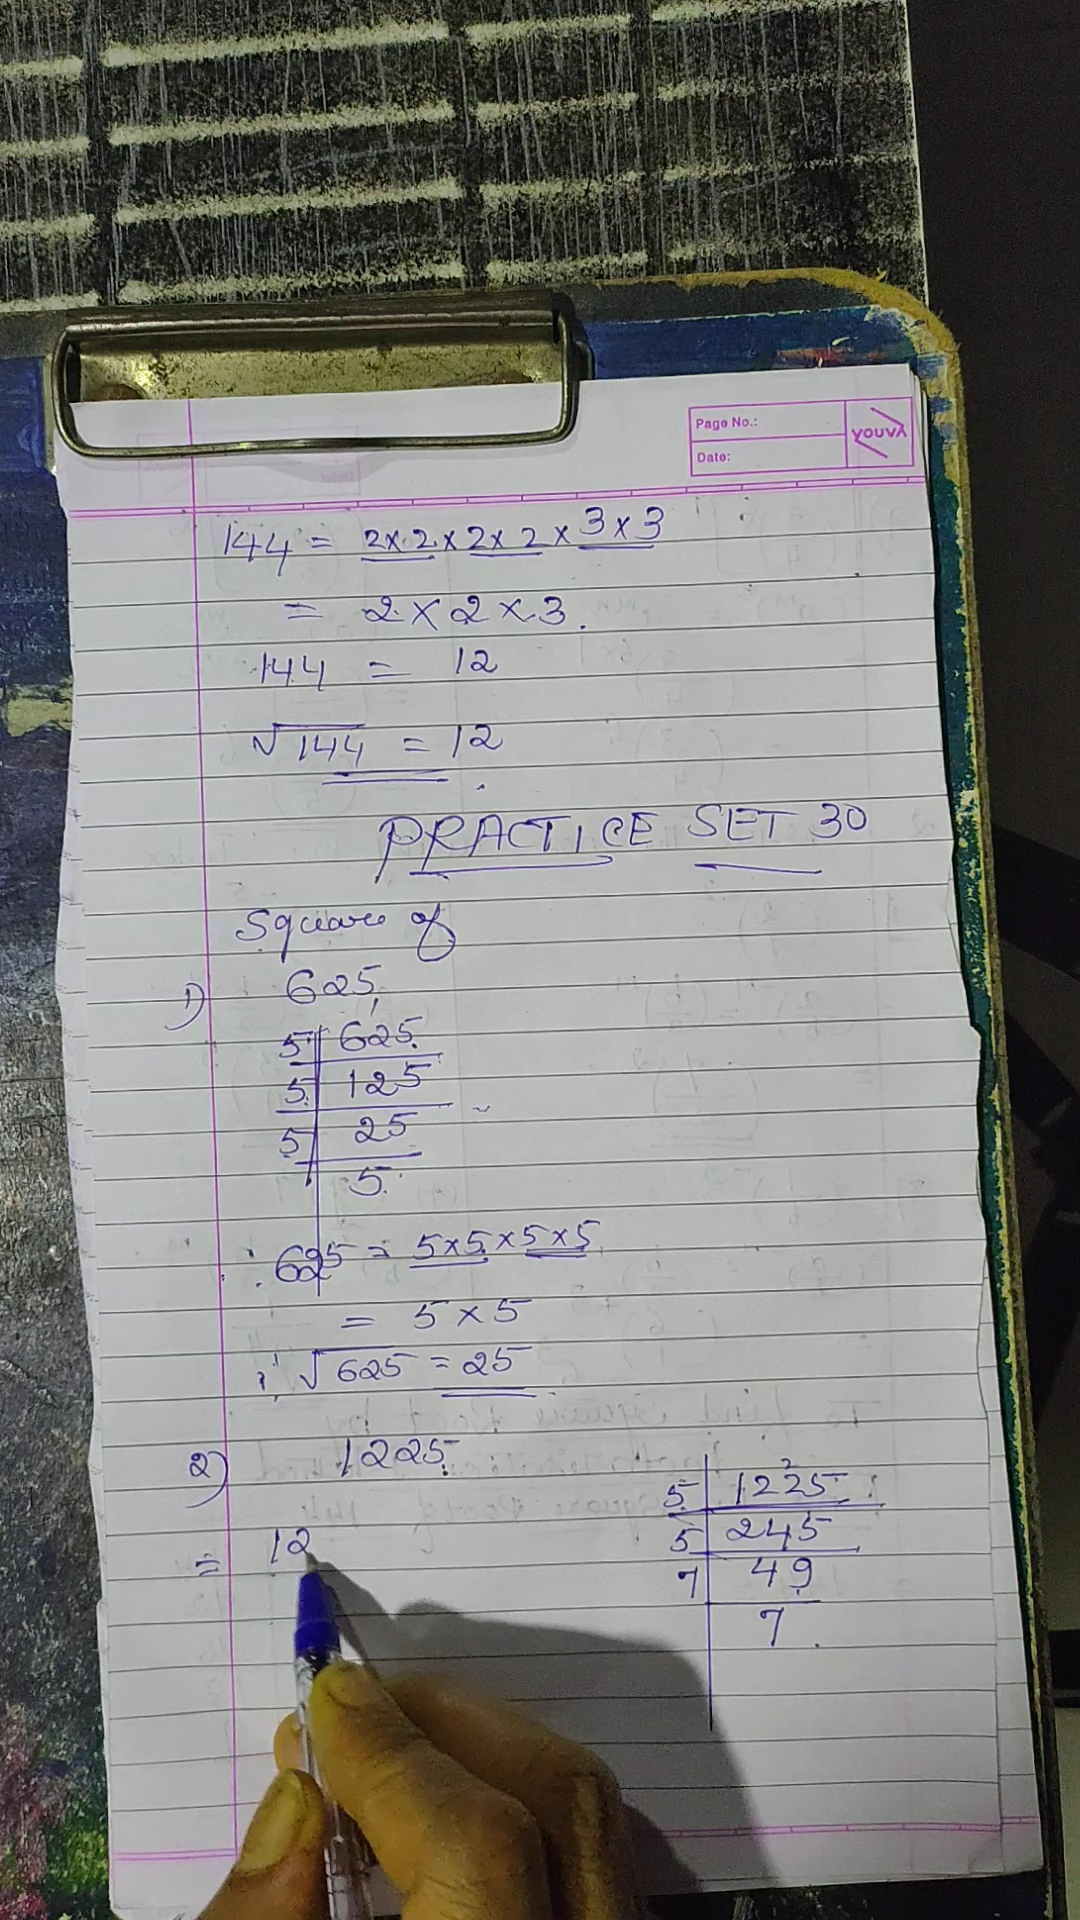 Page No.:
Date:
YOUVA
144 = 2×2×2×2×3×3
= 2×2×3.
144 = 12
√144 = 12
PRACTICE SET 30
Square of
1) 625
5 | 625
5 | 125
5 | 25
5
∴ 625 = 5×5×5×5
= 5×5
∴ √625 = 25
2) 1225
= 12
2
5 | 1225
5 | 245
7 | 49
7